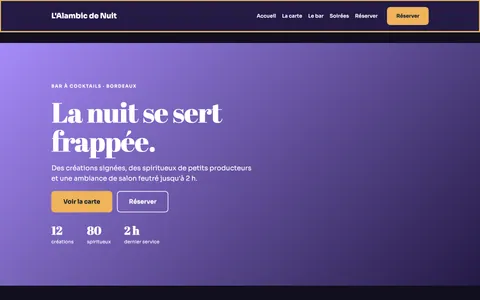 L'Alambic de Nuit
Accueil La carte Le bar Soirées Réserver Réserver
BAR À COCKTAILS · BORDEAUX
La nuit se sert
frappée.
Des créations signées, des spiritueux de petits producteurs
et une ambiance de salon feutré jusqu'à 2 h.
Voir la carte Réserver
12 80 2 h
créations spiritueux dernier service